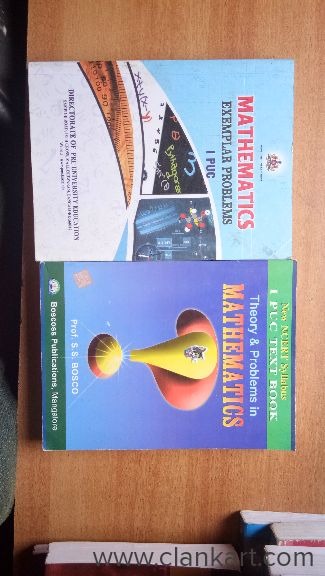 MATHEMATICS
EXEMPLAR PROBLEMS
I PUC
DIRECTORATE OF PRE UNIVERSITY EDUCATION
New NCERT Syllabus
I PUC TEXT BOOK
Theory & Problems in
MATHEMATICS
Prof. S.S. BOSCO
Boscoss Publications, Mangalore
www.clankart.com